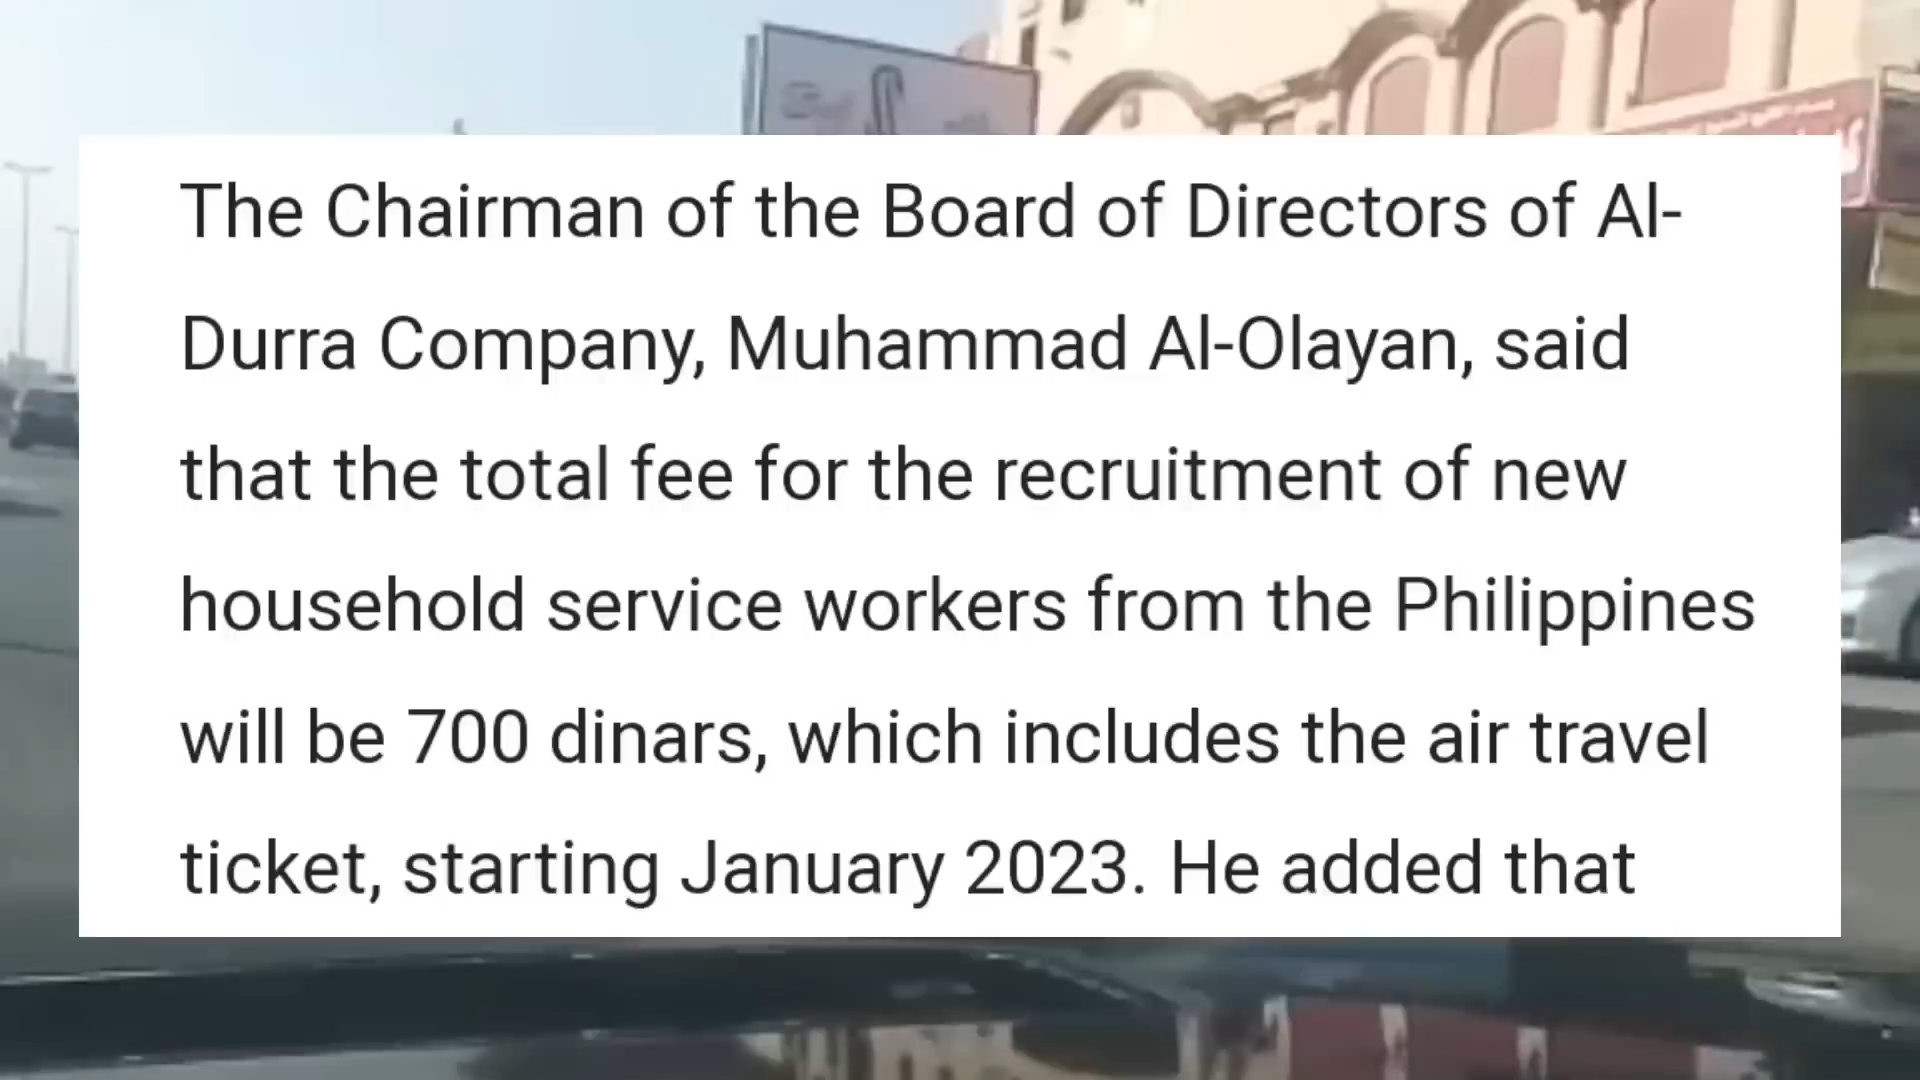 The Chairman of the Board of Directors of Al-
Durra Company, Muhammad Al-Olayan, said
that the total fee for the recruitment of new
household service workers from the Philippines
will be 700 dinars, which includes the air travel
ticket, starting January 2023. He added that